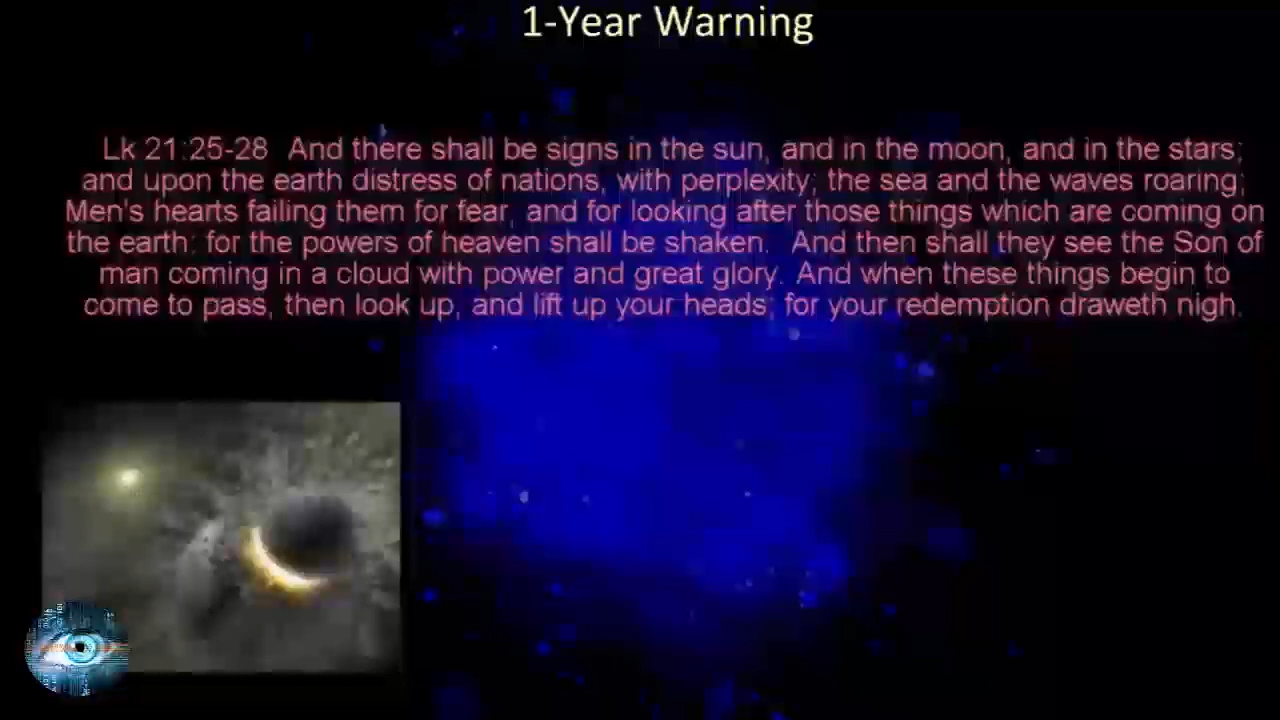 1-Year Warning
Lk 21:25-28  And there shall be signs in the sun, and in the moon, and in the stars;
and upon the earth distress of nations, with perplexity; the sea and the waves roaring;
Men's hearts failing them for fear, and for looking after those things which are coming on
the earth: for the powers of heaven shall be shaken.  And then shall they see the Son of
man coming in a cloud with power and great glory.  And when these things begin to
come to pass, then look up, and lift up your heads; for your redemption draweth nigh.